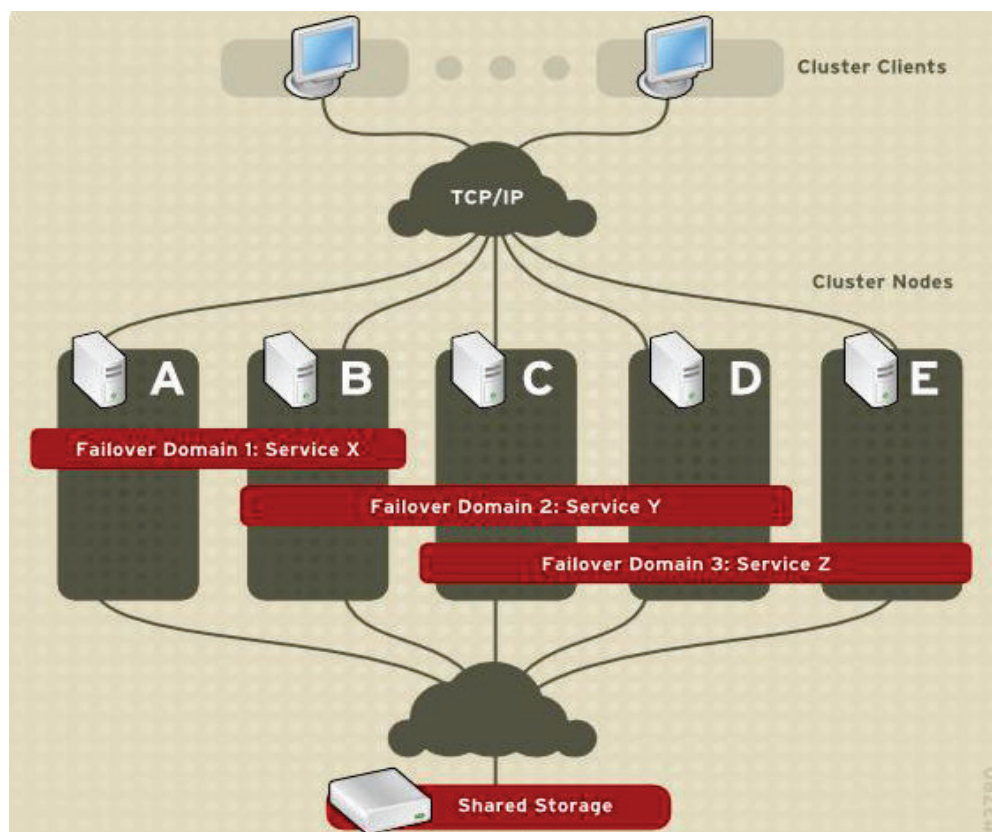 Cluster Clients
TCP/IP
Cluster Nodes
A
B
C
D
E
Failover Domain 1: Service X
Failover Domain 2: Service Y
Failover Domain 3: Service Z
Shared Storage